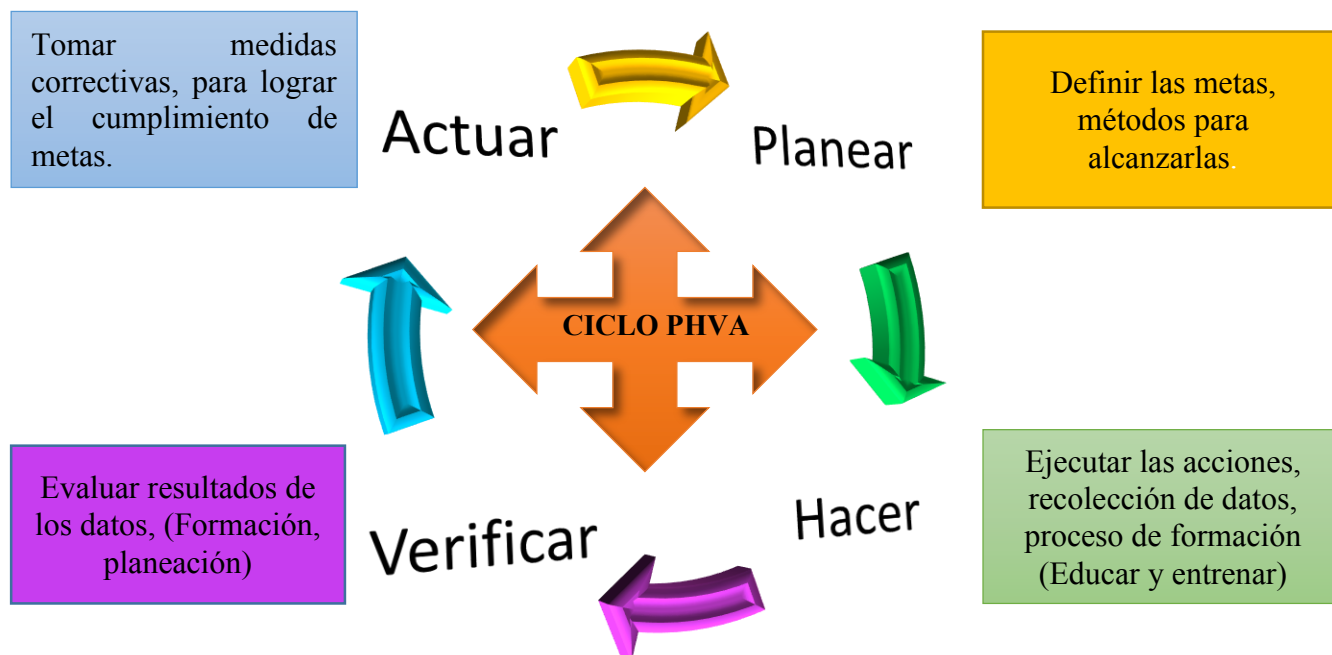 Tomar medidas
correctivas, para lograr
el cumplimiento de
metas.
Actuar
Planear
Definir las metas,
métodos para
alcanzarlas.
CICLO PHVA
Evaluar resultados de
los datos, (Formación,
planeación)
Verificar
Hacer
Ejecutar las acciones,
recolección de datos,
proceso de formación
(Educar y entrenar)